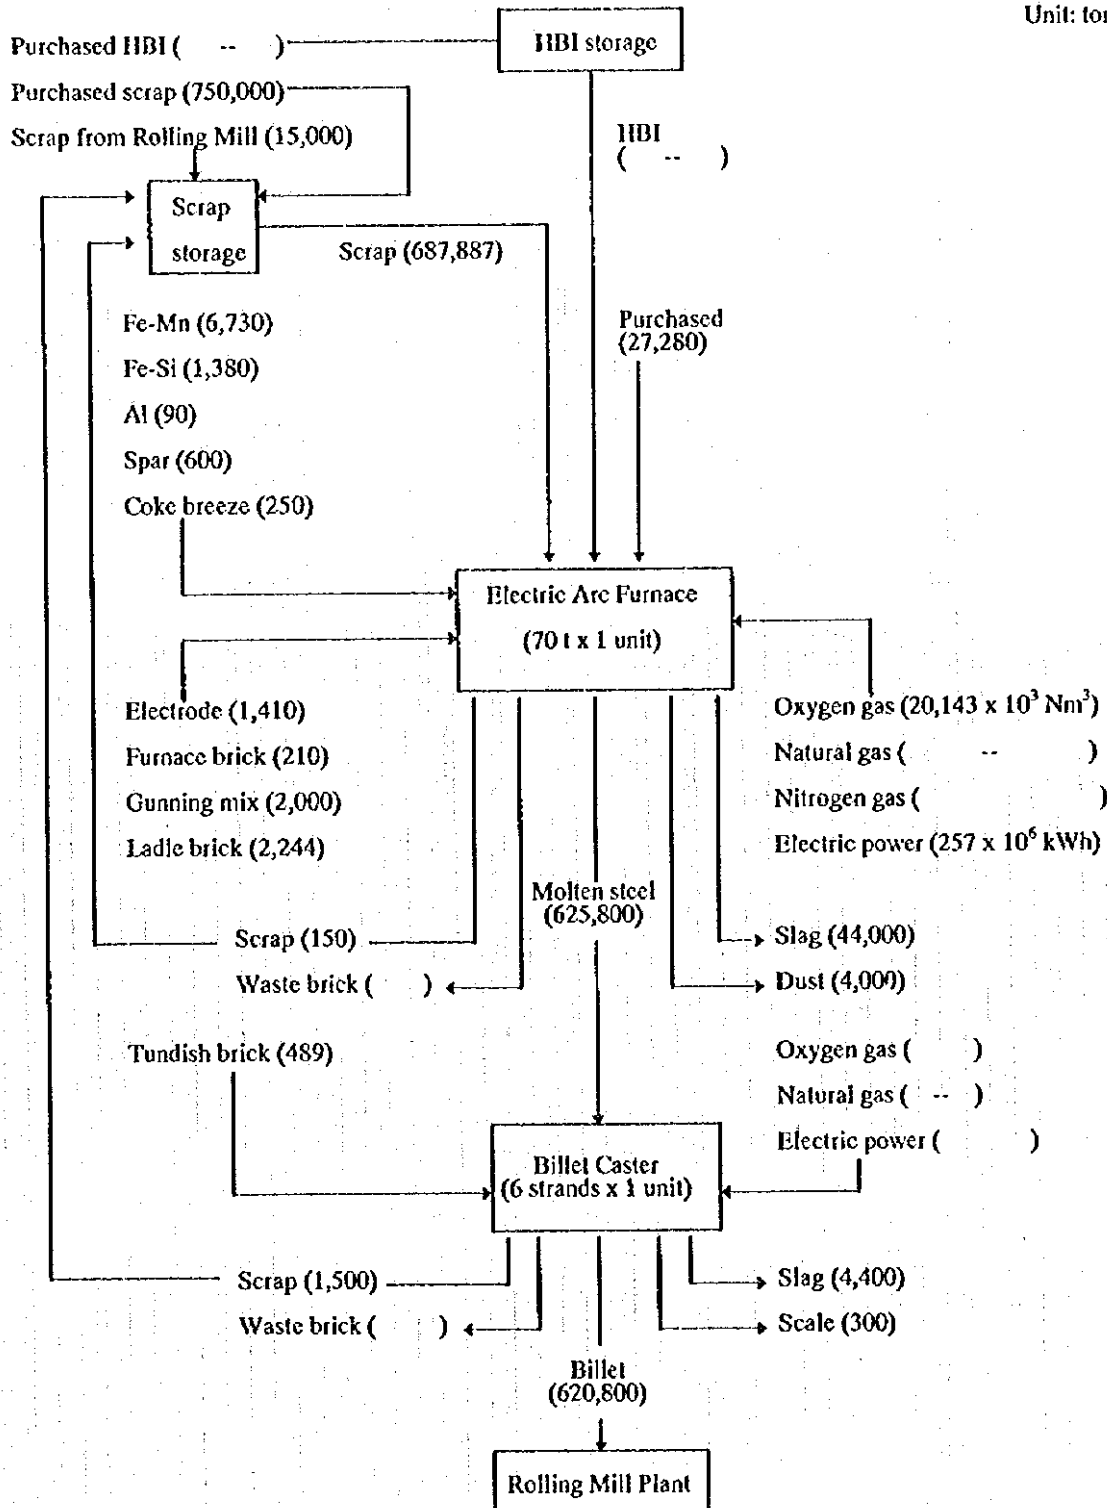 Unit: ton
Purchased HBI ( -- )
HBI storage
Purchased scrap (750,000)
Scrap from Rolling Mill (15,000)
HBI
( -- )
Scrap
storage
Scrap (687,887)
Fe-Mn (6,730)
Fe-Si (1,380)
Al (90)
Spar (600)
Coke breeze (250)
Purchased
(27,280)
Electric Arc Furnace
(70 t x 1 unit)
Electrode (1,410)
Furnace brick (210)
Gunning mix (2,000)
Ladle brick (2,244)
Oxygen gas (20,143 x 10³ Nm³)
Natural gas ( -- )
Nitrogen gas ( )
Electric power (257 x 10⁶ kWh)
Molten steel
(625,800)
Scrap (150)
Waste brick ( )
Slag (44,000)
Dust (4,000)
Tundish brick (489)
Oxygen gas ( )
Natural gas ( -- )
Electric power ( )
Billet Caster
(6 strands x 1 unit)
Scrap (1,500)
Waste brick ( )
Slag (4,400)
Scale (300)
Billet
(620,800)
Rolling Mill Plant